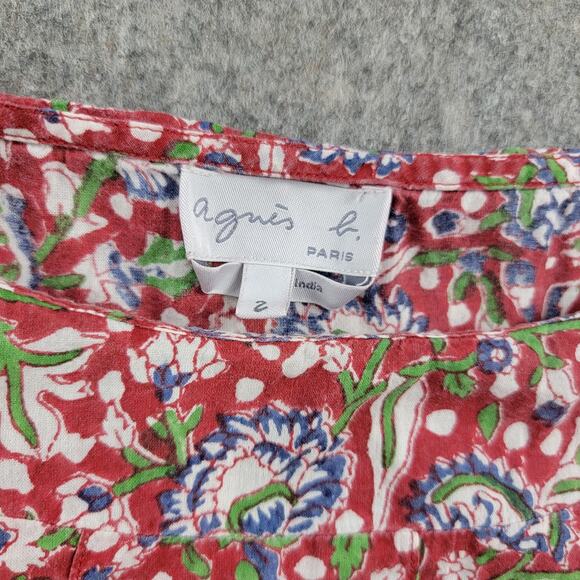 agnès b.
PARIS
India
2